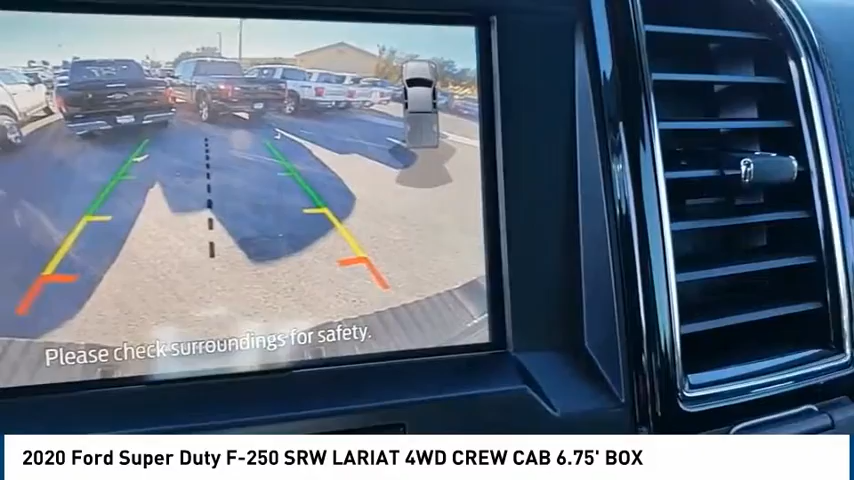 Please check surroundings for safety.
2020 Ford Super Duty F-250 SRW LARIAT 4WD CREW CAB 6.75' BOX